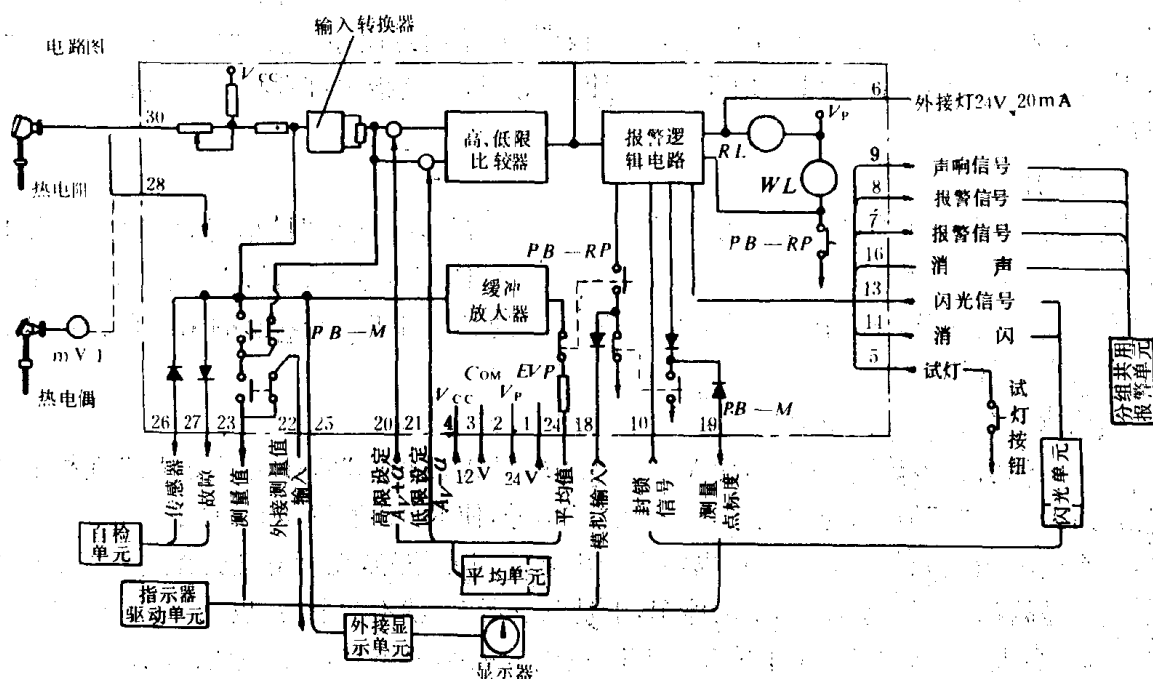 电路图
输入转换器
VCC
30
热电阻
28
高、低限
比较器
报警逻
辑电路
RL
VP
WL
PB—RP
6
外接灯24V、20mA
9
声响信号
8
报警信号
7
报警信号
16
消 声
13
闪光信号
消 闪
5
试灯
试灯按钮
分组共用
报警单元
闪光单元
PB—RP
缓冲
放大器
PB—M
mV
热电偶
COM
EVP
VCC
VP
26
27
23
22
25
20
21
4
3
2
1
24
18
10
19
PB—M
12V
24V
传感器
故障
测量值
外接测量值
输入
高限设定
AV+α
低限设定
AV-α
平均值
模拟输入
封锁
信号
测量
点标度
自检
单元
平均单元
指示器
驱动单元
外接显
示单元
显示器